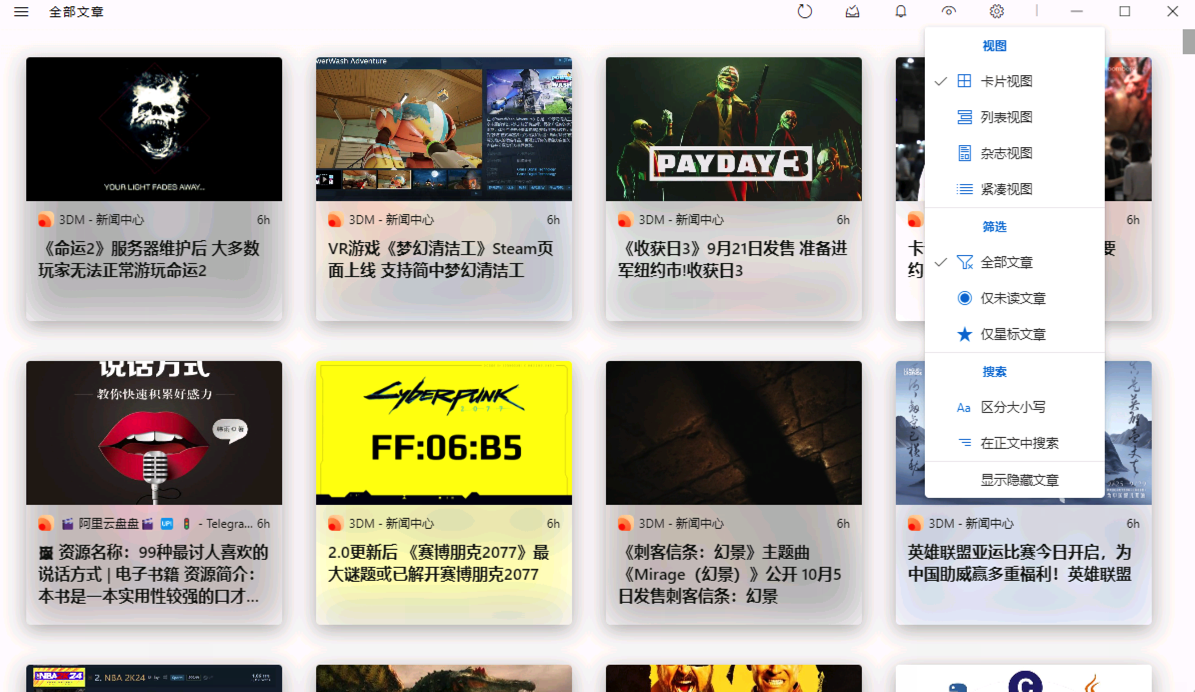 全部文章
YOUR LIGHT FADES AWAY...
3DM - 新闻中心 6h
《命运2》服务器维护后 大多数
玩家无法正常游玩命运2
werWash Adventure
3DM - 新闻中心 6h
VR游戏《梦幻清洁工》Steam页
面上线 支持简中梦幻清洁工
PAYDAY 3
3DM - 新闻中心 6h
《收获日3》9月21日发售 准备进
军纽约市!收获日3
6h
视图
卡片视图
列表视图
杂志视图
紧凑视图
筛选
全部文章
仅未读文章
仅星标文章
搜索
Aa 区分大小写
在正文中搜索
显示隐藏文章
说话方式
教你快速积累好感力
阿里云盘盘 UP! - Telegra... 6h
资源名称：99种最讨人喜欢的
说话方式 | 电子书籍 资源简介：
本书是一本实用性较强的口才...
CYBERPUNK
2077
FF:06:B5
3DM - 新闻中心 6h
2.0更新后 《赛博朋克2077》最
大谜题或已解开赛博朋克2077
3DM - 新闻中心 6h
《刺客信条：幻景》主题曲
《Mirage（幻景）》公开 10月5
日发售刺客信条：幻景
3DM - 新闻中心 6h
英雄联盟亚运比赛今日开启，为
中国助威赢多重福利！英雄联盟
NBA 2K24
2. NBA 2K24
C